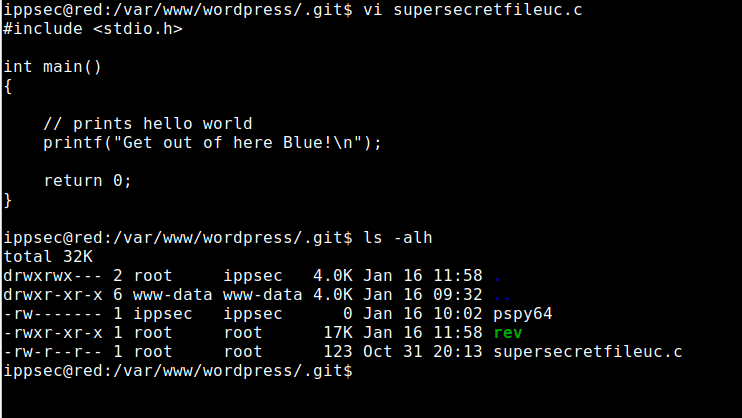 ippsec@red:/var/www/wordpress/.git$ vi supersecretfileuc.c
#include <stdio.h>
int main()
{
    // prints hello world
    printf("Get out of here Blue!\n");
    return 0;
}
ippsec@red:/var/www/wordpress/.git$ ls -alh
total 32K
drwxrwx--- 2 root     ippsec   4.0K Jan 16 11:58 .
drwxr-xr-x 6 www-data www-data 4.0K Jan 16 09:32 ..
-rw------- 1 ippsec   ippsec      0 Jan 16 10:02 pspy64
-rwxr-xr-x 1 root     root      17K Jan 16 11:58 rev
-rw-r--r-- 1 root     root      123 Oct 31 20:13 supersecretfileuc.c
ippsec@red:/var/www/wordpress/.git$